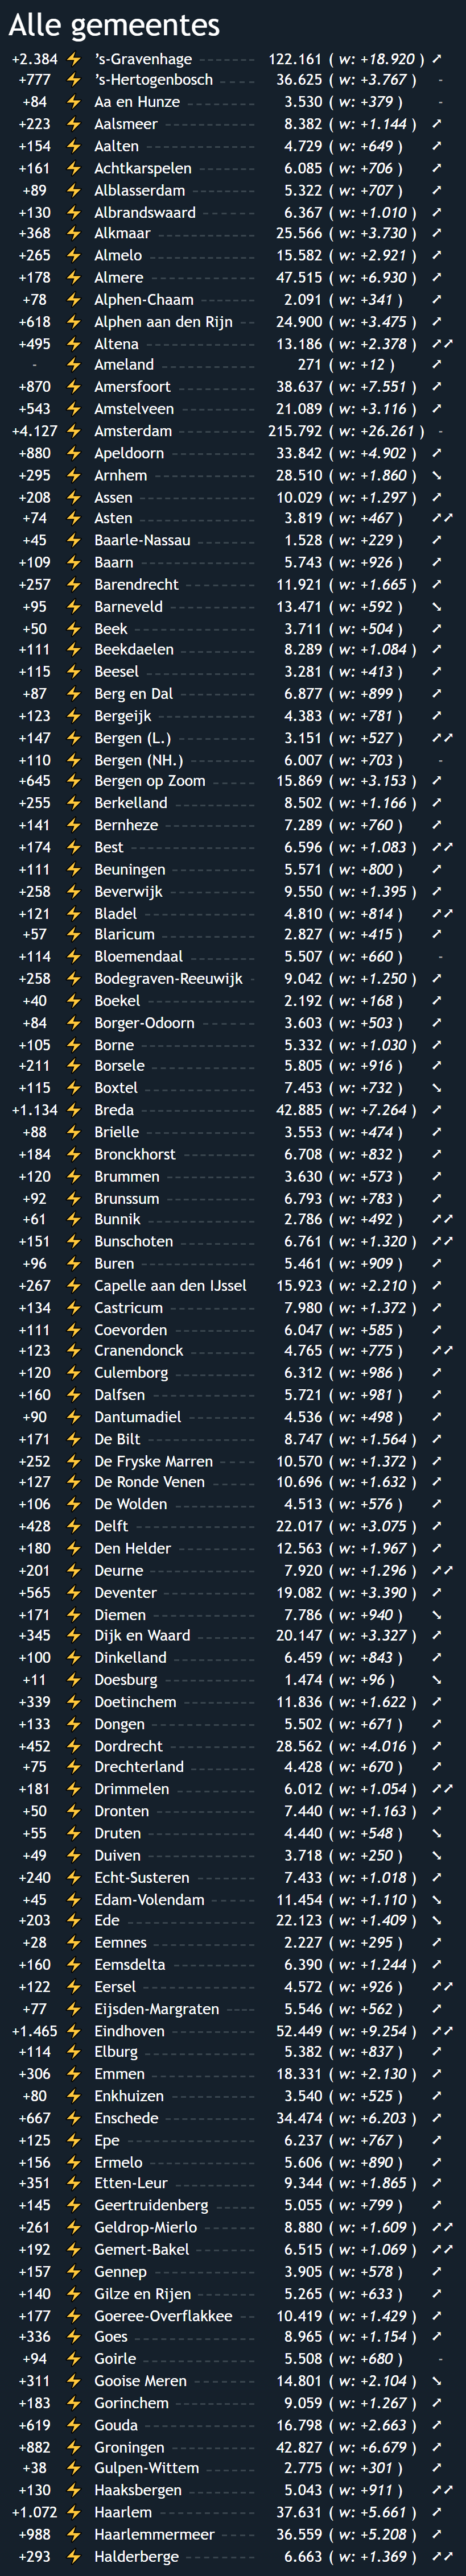 Alle gemeentes
+2.384 ⚡ ’s-Gravenhage 122.161 ( w: +18.920 ) ↗
+777 ⚡ ’s-Hertogenbosch 36.625 ( w: +3.767 ) -
+84 ⚡ Aa en Hunze 3.530 ( w: +379 ) -
+223 ⚡ Aalsmeer 8.382 ( w: +1.144 ) ↗
+154 ⚡ Aalten 4.729 ( w: +649 ) ↗
+161 ⚡ Achtkarspelen 6.085 ( w: +706 ) ↗
+89 ⚡ Alblasserdam 5.322 ( w: +707 ) ↗
+130 ⚡ Albrandswaard 6.367 ( w: +1.010 ) ↗
+368 ⚡ Alkmaar 25.566 ( w: +3.730 ) ↗
+265 ⚡ Almelo 15.582 ( w: +2.921 ) ↗
+178 ⚡ Almere 47.515 ( w: +6.930 ) ↗
+78 ⚡ Alphen-Chaam 2.091 ( w: +341 ) ↗
+618 ⚡ Alphen aan den Rijn 24.900 ( w: +3.475 ) ↗
+495 ⚡ Altena 13.186 ( w: +2.378 ) ↗↗
- ⚡ Ameland 271 ( w: +12 ) ↗
+870 ⚡ Amersfoort 38.637 ( w: +7.551 ) ↗
+543 ⚡ Amstelveen 21.089 ( w: +3.116 ) ↗
+4.127 ⚡ Amsterdam 215.792 ( w: +26.261 ) -
+880 ⚡ Apeldoorn 33.842 ( w: +4.902 ) ↗
+295 ⚡ Arnhem 28.510 ( w: +1.860 ) ↘
+208 ⚡ Assen 10.029 ( w: +1.297 ) ↗
+74 ⚡ Asten 3.819 ( w: +467 ) ↗↗
+45 ⚡ Baarle-Nassau 1.528 ( w: +229 ) ↗
+109 ⚡ Baarn 5.743 ( w: +926 ) ↗
+257 ⚡ Barendrecht 11.921 ( w: +1.665 ) ↗
+95 ⚡ Barneveld 13.471 ( w: +592 ) ↘
+50 ⚡ Beek 3.711 ( w: +504 ) ↗
+111 ⚡ Beekdaelen 8.289 ( w: +1.084 ) ↗
+115 ⚡ Beesel 3.281 ( w: +413 ) ↗
+87 ⚡ Berg en Dal 6.877 ( w: +899 ) ↗
+123 ⚡ Bergeijk 4.383 ( w: +781 ) ↗
+147 ⚡ Bergen (L.) 3.151 ( w: +527 ) ↗↗
+110 ⚡ Bergen (NH.) 6.007 ( w: +703 ) -
+645 ⚡ Bergen op Zoom 15.869 ( w: +3.153 ) ↗
+255 ⚡ Berkelland 8.502 ( w: +1.166 ) ↗
+141 ⚡ Bernheze 7.289 ( w: +760 ) ↗
+174 ⚡ Best 6.596 ( w: +1.083 ) ↗↗
+111 ⚡ Beuningen 5.571 ( w: +800 ) ↗
+258 ⚡ Beverwijk 9.550 ( w: +1.395 ) ↗
+121 ⚡ Bladel 4.810 ( w: +814 ) ↗↗
+57 ⚡ Blaricum 2.827 ( w: +415 ) ↗
+114 ⚡ Bloemendaal 5.507 ( w: +660 ) -
+258 ⚡ Bodegraven-Reeuwijk 9.042 ( w: +1.250 ) ↗
+40 ⚡ Boekel 2.192 ( w: +168 ) ↗
+84 ⚡ Borger-Odoorn 3.603 ( w: +503 ) ↗
+105 ⚡ Borne 5.332 ( w: +1.030 ) ↗
+211 ⚡ Borsele 5.805 ( w: +916 ) ↗
+115 ⚡ Boxtel 7.453 ( w: +732 ) ↘
+1.134 ⚡ Breda 42.885 ( w: +7.264 ) ↗
+88 ⚡ Brielle 3.553 ( w: +474 ) ↗
+184 ⚡ Bronckhorst 6.708 ( w: +832 ) ↗
+120 ⚡ Brummen 3.630 ( w: +573 ) ↗
+92 ⚡ Brunssum 6.793 ( w: +783 ) ↗
+61 ⚡ Bunnik 2.786 ( w: +492 ) ↗↗
+151 ⚡ Bunschoten 6.761 ( w: +1.320 ) ↗↗
+96 ⚡ Buren 5.461 ( w: +909 ) ↗
+267 ⚡ Capelle aan den IJssel 15.923 ( w: +2.210 ) ↗
+134 ⚡ Castricum 7.980 ( w: +1.372 ) ↗
+111 ⚡ Coevorden 6.047 ( w: +585 ) ↗
+123 ⚡ Cranendonck 4.765 ( w: +775 ) ↗↗
+120 ⚡ Culemborg 6.312 ( w: +986 ) ↗
+160 ⚡ Dalfsen 5.721 ( w: +981 ) ↗
+90 ⚡ Dantumadiel 4.536 ( w: +498 ) ↗
+171 ⚡ De Bilt 8.747 ( w: +1.564 ) ↗
+252 ⚡ De Fryske Marren 10.570 ( w: +1.372 ) ↗
+127 ⚡ De Ronde Venen 10.696 ( w: +1.632 ) ↗
+106 ⚡ De Wolden 4.513 ( w: +576 ) ↗
+428 ⚡ Delft 22.017 ( w: +3.075 ) ↗
+180 ⚡ Den Helder 12.563 ( w: +1.967 ) ↗
+201 ⚡ Deurne 7.920 ( w: +1.296 ) ↗↗
+565 ⚡ Deventer 19.082 ( w: +3.390 ) ↗
+171 ⚡ Diemen 7.786 ( w: +940 ) ↘
+345 ⚡ Dijk en Waard 20.147 ( w: +3.327 ) ↗
+100 ⚡ Dinkelland 6.459 ( w: +843 ) ↗
+11 ⚡ Doesburg 1.474 ( w: +96 ) ↘
+339 ⚡ Doetinchem 11.836 ( w: +1.622 ) ↗
+133 ⚡ Dongen 5.502 ( w: +671 ) ↗
+452 ⚡ Dordrecht 28.562 ( w: +4.016 ) ↗
+75 ⚡ Drechterland 4.428 ( w: +670 ) ↗
+181 ⚡ Drimmelen 6.012 ( w: +1.054 ) ↗↗
+50 ⚡ Dronten 7.440 ( w: +1.163 ) ↗
+55 ⚡ Druten 4.440 ( w: +548 ) ↘
+49 ⚡ Duiven 3.718 ( w: +250 ) ↘
+240 ⚡ Echt-Susteren 7.433 ( w: +1.018 ) ↗
+45 ⚡ Edam-Volendam 11.454 ( w: +1.110 ) ↘
+203 ⚡ Ede 22.123 ( w: +1.409 ) ↘
+28 ⚡ Eemnes 2.227 ( w: +295 ) ↗
+160 ⚡ Eemsdelta 6.390 ( w: +1.244 ) ↗
+122 ⚡ Eersel 4.572 ( w: +926 ) ↗↗
+77 ⚡ Eijsden-Margraten 5.546 ( w: +562 ) ↗
+1.465 ⚡ Eindhoven 52.449 ( w: +9.254 ) ↗↗
+114 ⚡ Elburg 5.382 ( w: +837 ) ↗
+306 ⚡ Emmen 18.331 ( w: +2.130 ) ↗
+80 ⚡ Enkhuizen 3.540 ( w: +525 ) ↗
+667 ⚡ Enschede 34.474 ( w: +6.203 ) ↗
+125 ⚡ Epe 6.237 ( w: +767 ) ↗
+156 ⚡ Ermelo 5.606 ( w: +890 ) ↗
+351 ⚡ Etten-Leur 9.344 ( w: +1.865 ) ↗
+145 ⚡ Geertruidenberg 5.055 ( w: +799 ) ↗
+261 ⚡ Geldrop-Mierlo 8.880 ( w: +1.609 ) ↗↗
+192 ⚡ Gemert-Bakel 6.515 ( w: +1.069 ) ↗↗
+157 ⚡ Gennep 3.905 ( w: +578 ) ↗
+140 ⚡ Gilze en Rijen 5.265 ( w: +633 ) ↗
+177 ⚡ Goeree-Overflakkee 10.419 ( w: +1.429 ) ↗
+336 ⚡ Goes 8.965 ( w: +1.154 ) ↗
+94 ⚡ Goirle 5.508 ( w: +680 ) -
+311 ⚡ Gooise Meren 14.801 ( w: +2.104 ) ↘
+183 ⚡ Gorinchem 9.059 ( w: +1.267 ) ↗
+619 ⚡ Gouda 16.798 ( w: +2.663 ) ↗
+882 ⚡ Groningen 42.827 ( w: +6.679 ) ↗
+38 ⚡ Gulpen-Wittem 2.775 ( w: +301 ) ↗
+130 ⚡ Haaksbergen 5.043 ( w: +911 ) ↗↗
+1.072 ⚡ Haarlem 37.631 ( w: +5.661 ) ↗
+988 ⚡ Haarlemmermeer 36.559 ( w: +5.208 ) ↗
+293 ⚡ Halderberge 6.663 ( w: +1.369 ) ↗↗